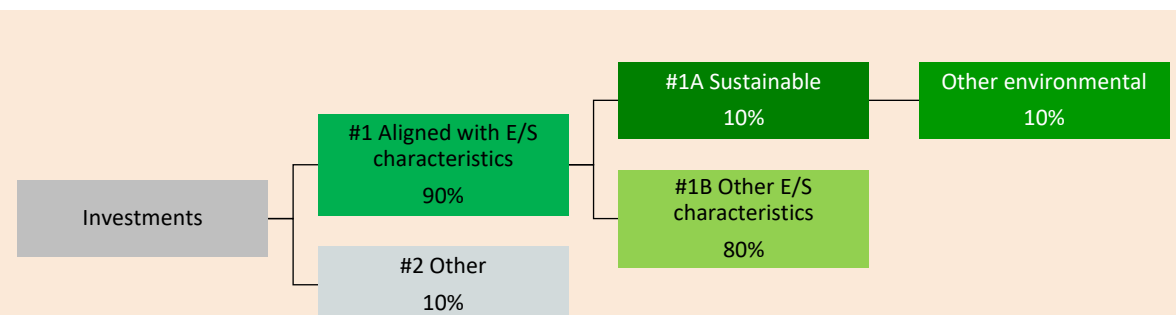 Investments
#1 Aligned with E/S
characteristics
90%
#2 Other
10%
#1A Sustainable
10%
#1B Other E/S
characteristics
80%
Other environmental
10%